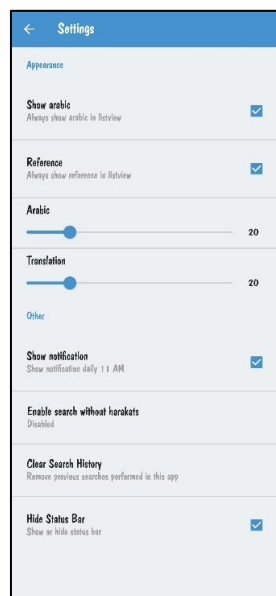 Settings
Appearance
Show arabic
Always show arabic in listview
Reference
Always show reference in listview
Arabic
20
Translation
20
Other
Show notification
Show notification daily 11 AM
Enable search without harakats
Disabled
Clear Search History
Remove previous searches performed in this app
Hide Status Bar
Show or hide status bar